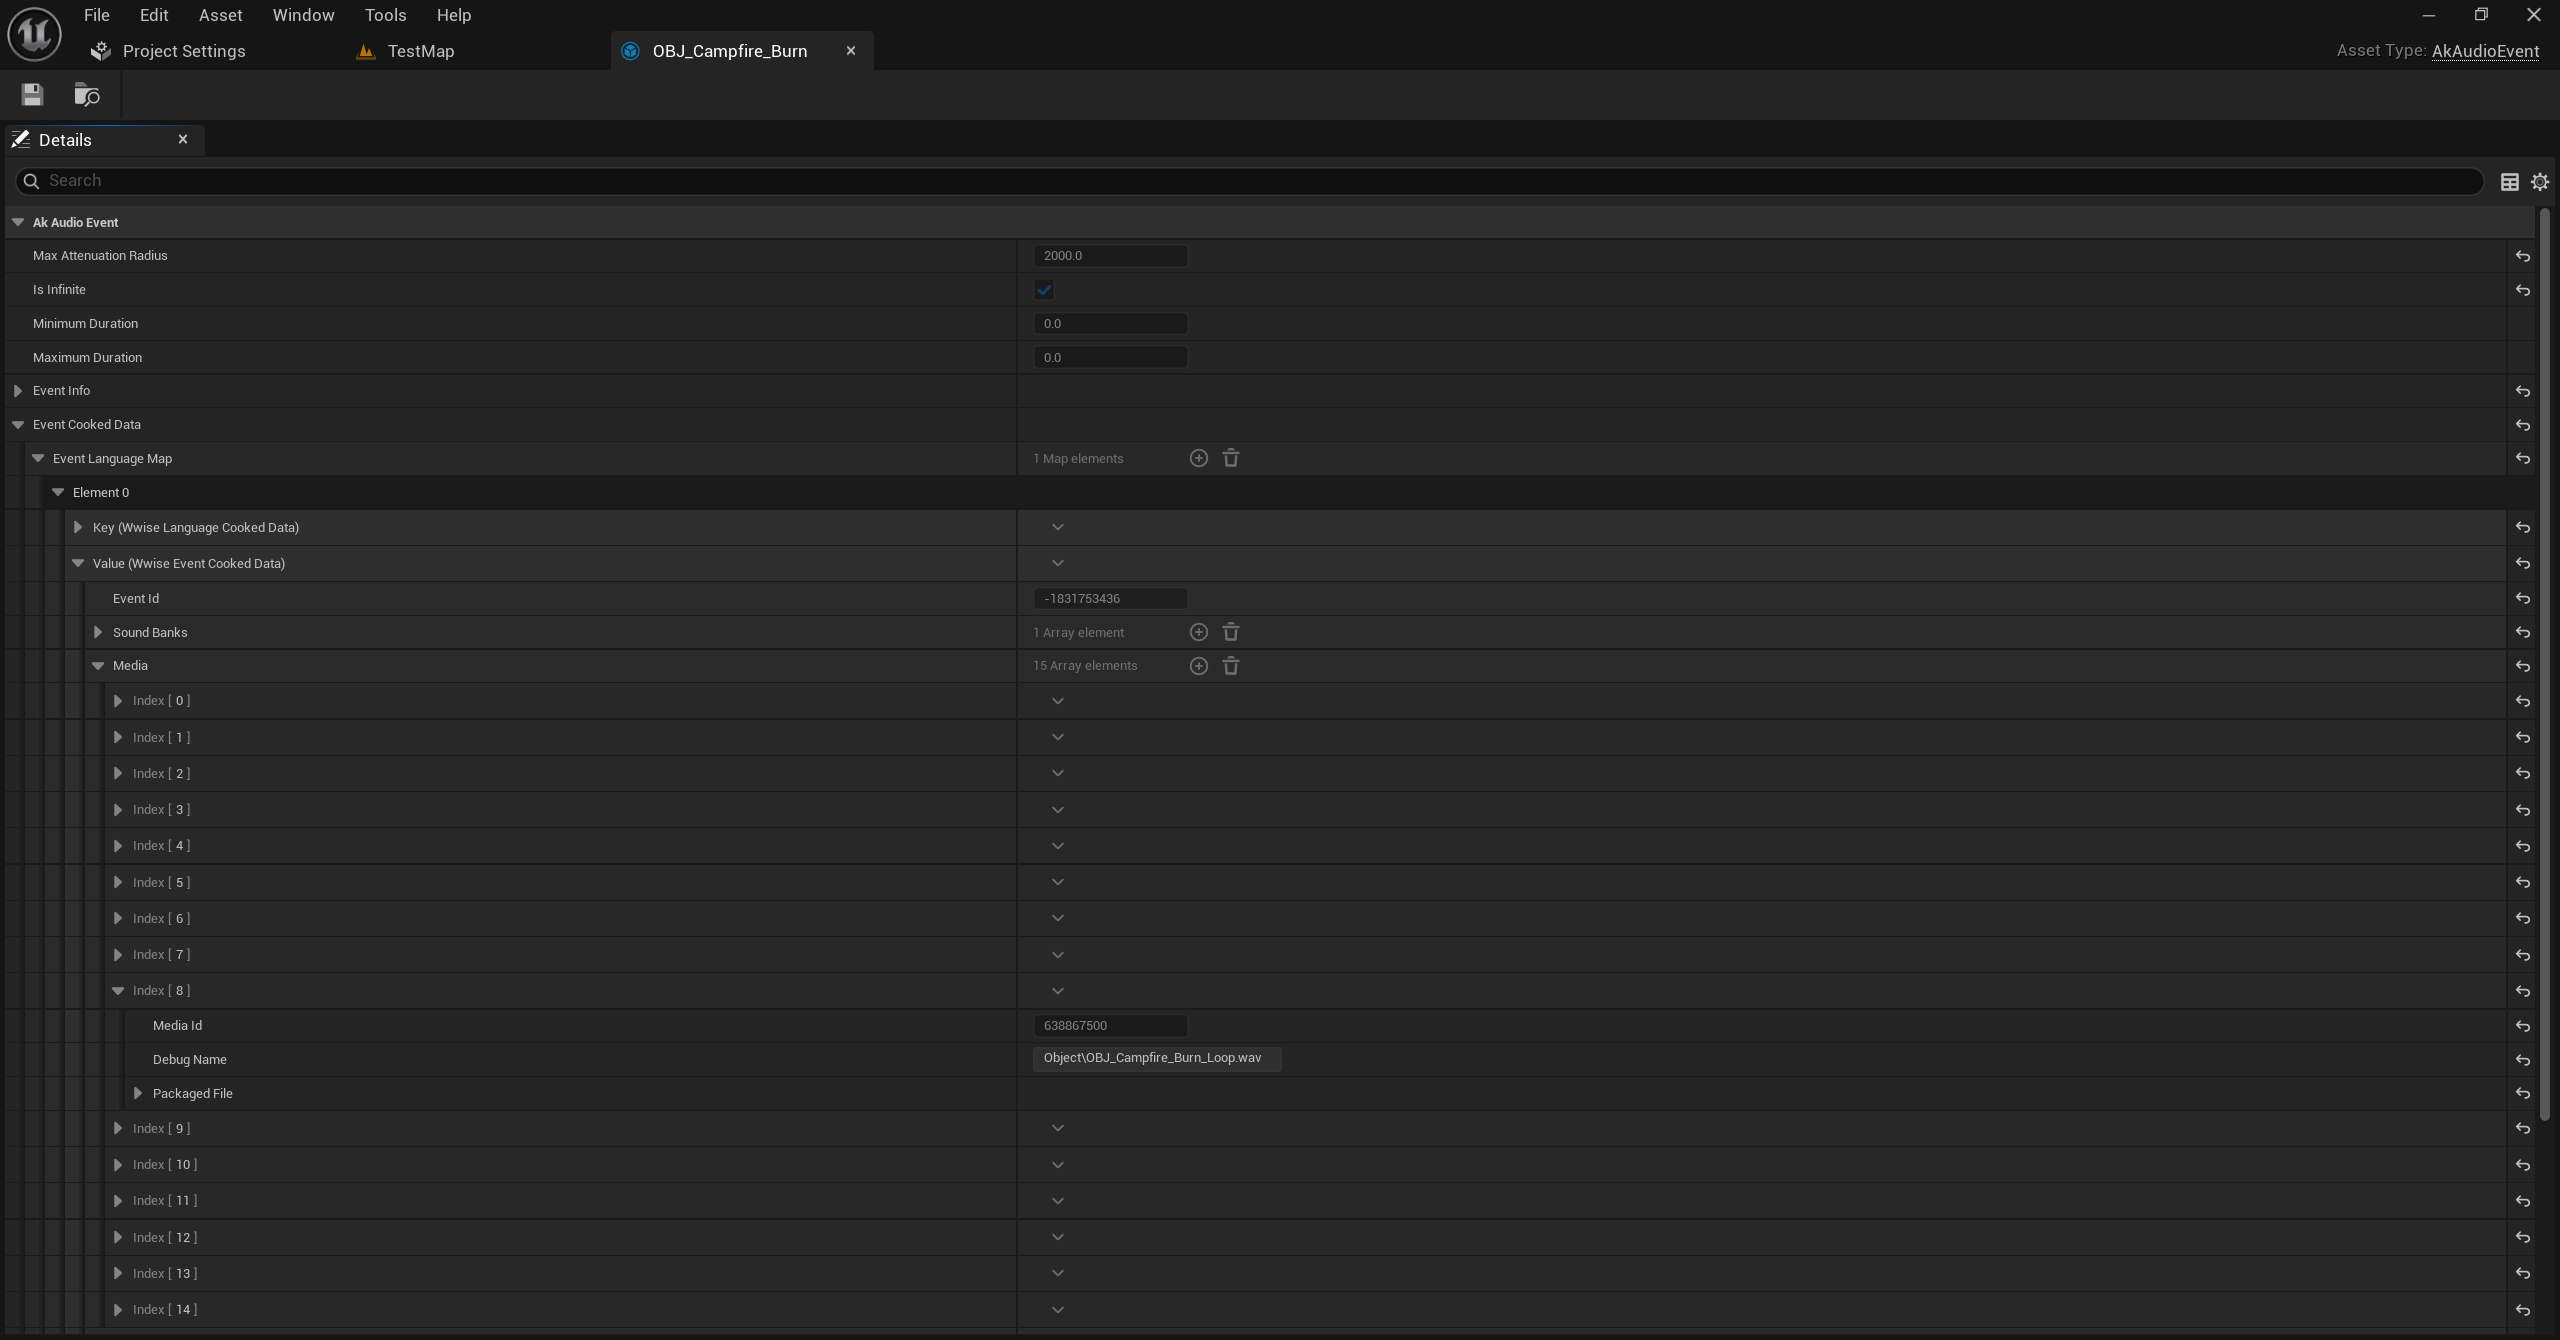 File Edit Asset Window Tools Help
Project Settings TestMap OBJ_Campfire_Burn Asset Type: AkAudioEvent
Details
Search
Ak Audio Event
Max Attenuation Radius 2000.0
Is Infinite
Minimum Duration 0.0
Maximum Duration 0.0
Event Info
Event Cooked Data
Event Language Map 1 Map elements
Element 0
Key (Wwise Language Cooked Data)
Value (Wwise Event Cooked Data)
Event Id -1831753436
Sound Banks 1 Array element
Media 15 Array elements
Index [ 0 ]
Index [ 1 ]
Index [ 2 ]
Index [ 3 ]
Index [ 4 ]
Index [ 5 ]
Index [ 6 ]
Index [ 7 ]
Index [ 8 ]
Media Id 638867500
Debug Name Object\OBJ_Campfire_Burn_Loop.wav
Packaged File
Index [ 9 ]
Index [ 10 ]
Index [ 11 ]
Index [ 12 ]
Index [ 13 ]
Index [ 14 ]